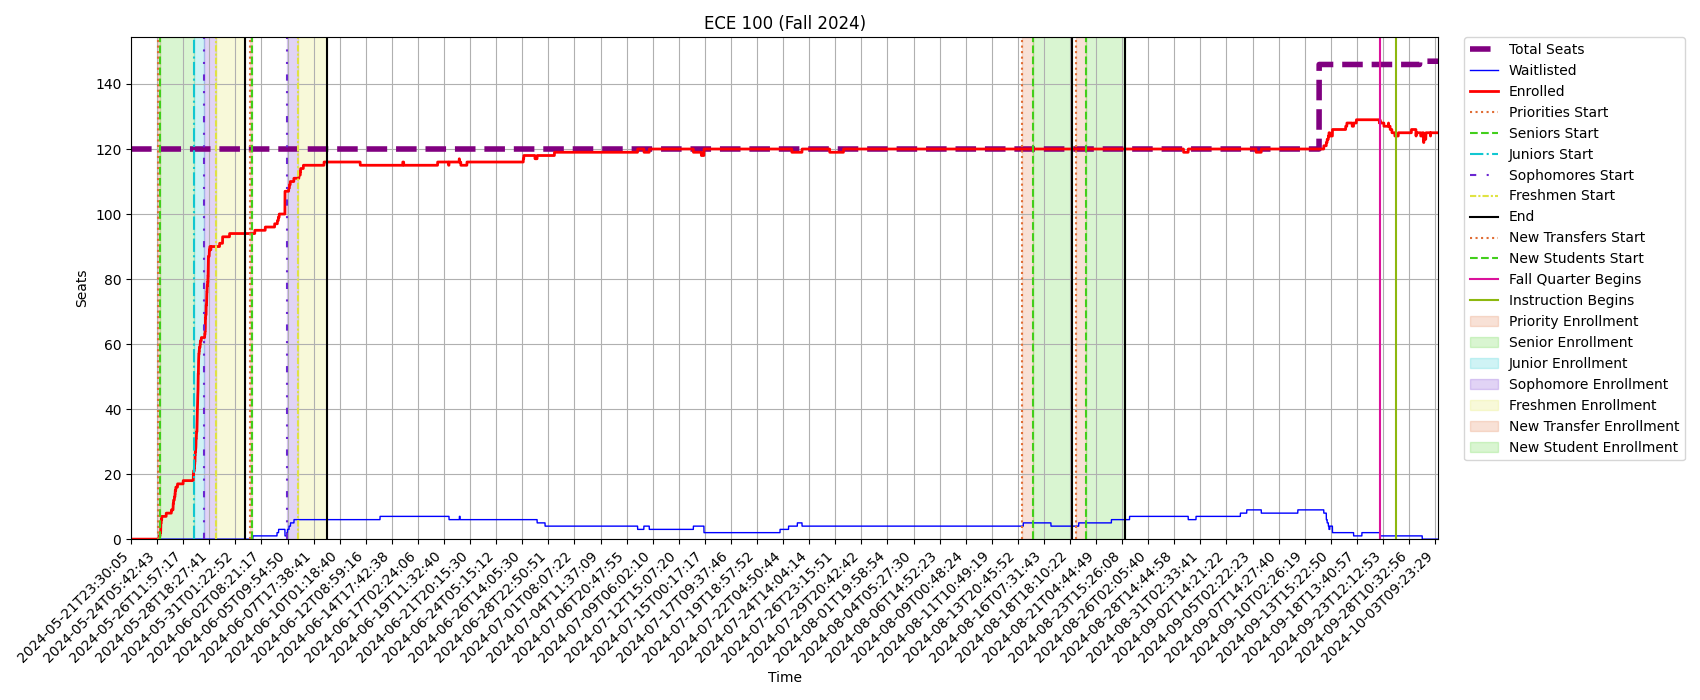 ECE 100 (Fall 2024)
Seats
140
120
100
80
60
40
20
0
2024-05-21T23:30:05
2024-05-24T05:42:43
2024-05-26T11:57:17
2024-05-28T18:27:41
2024-05-31T01:22:52
2024-06-02T08:21:17
2024-06-05T09:54:50
2024-06-07T17:38:41
2024-06-10T01:18:40
2024-06-12T08:59:16
2024-06-14T17:42:38
2024-06-17T02:24:06
2024-06-19T11:32:40
2024-06-21T20:15:30
2024-06-24T05:15:12
2024-06-26T14:05:30
2024-06-28T22:50:51
2024-07-01T08:07:22
2024-07-04T11:37:09
2024-07-06T20:47:55
2024-07-09T06:02:10
2024-07-12T15:07:20
2024-07-15T00:17:17
2024-07-17T09:37:46
2024-07-19T18:57:52
2024-07-22T04:50:44
2024-07-24T14:04:14
2024-07-26T23:15:51
2024-07-29T20:42:42
2024-08-01T19:58:54
2024-08-04T05:27:30
2024-08-06T14:52:23
2024-08-09T00:48:24
2024-08-11T10:49:19
2024-08-13T20:45:52
2024-08-16T07:31:43
2024-08-18T18:10:22
2024-08-21T04:44:49
2024-08-23T15:26:08
2024-08-26T02:05:40
2024-08-28T14:44:58
2024-08-31T02:33:41
2024-09-02T14:21:22
2024-09-05T02:22:23
2024-09-07T14:27:40
2024-09-10T02:26:19
2024-09-13T15:22:50
2024-09-18T13:40:57
2024-09-23T12:12:53
2024-09-28T10:32:56
2024-10-03T09:23:29
Time
Total Seats
Waitlisted
Enrolled
Priorities Start
Seniors Start
Juniors Start
Sophomores Start
Freshmen Start
End
New Transfers Start
New Students Start
Fall Quarter Begins
Instruction Begins
Priority Enrollment
Senior Enrollment
Junior Enrollment
Sophomore Enrollment
Freshmen Enrollment
New Transfer Enrollment
New Student Enrollment